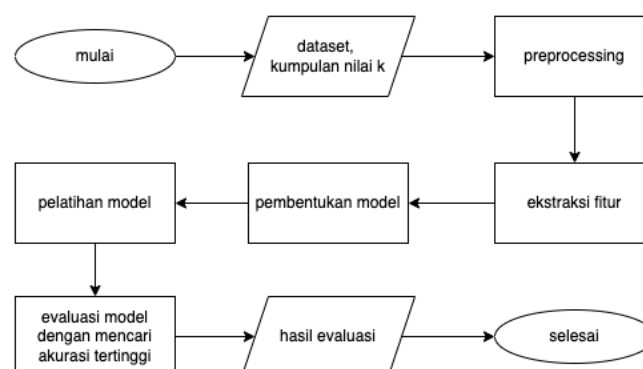 mulai
dataset,
kumpulan nilai k
preprocessing
ekstraksi fitur
pembentukan model
pelatihan model
evaluasi model
dengan mencari
akurasi tertinggi
hasil evaluasi
selesai